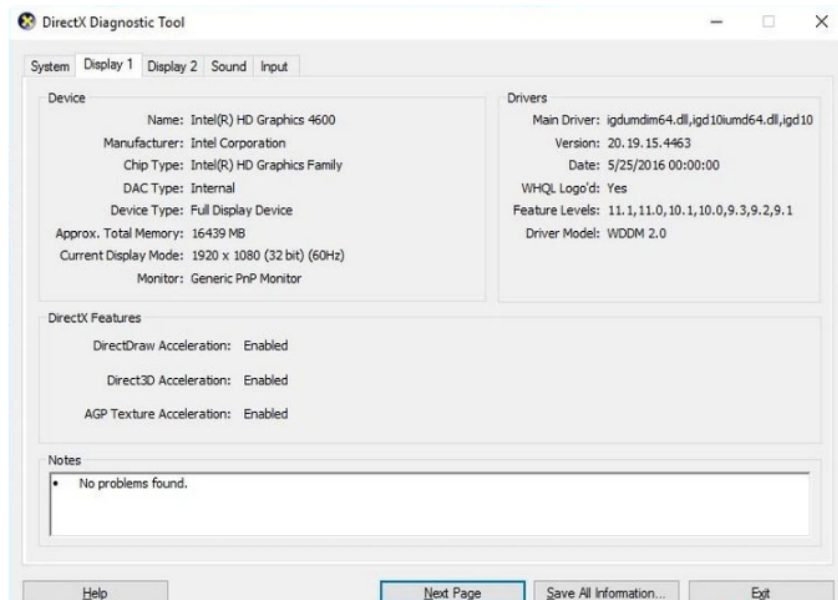 DirectX Diagnostic Tool
System Display 1 Display 2 Sound Input
Device
Name: Intel(R) HD Graphics 4600
Manufacturer: Intel Corporation
Chip Type: Intel(R) HD Graphics Family
DAC Type: Internal
Device Type: Full Display Device
Approx. Total Memory: 16439 MB
Current Display Mode: 1920 x 1080 (32 bit) (60Hz)
Monitor: Generic PnP Monitor
Drivers
Main Driver: igdumdim64.dll,igd10iumd64.dll,igd10
Version: 20.19.15.4463
Date: 5/25/2016 00:00:00
WHQL Logo'd: Yes
Feature Levels: 11.1,11.0,10.1,10.0,9.3,9.2,9.1
Driver Model: WDDM 2.0
DirectX Features
DirectDraw Acceleration: Enabled
Direct3D Acceleration: Enabled
AGP Texture Acceleration: Enabled
Notes
• No problems found.
Help Next Page Save All Information... Exit